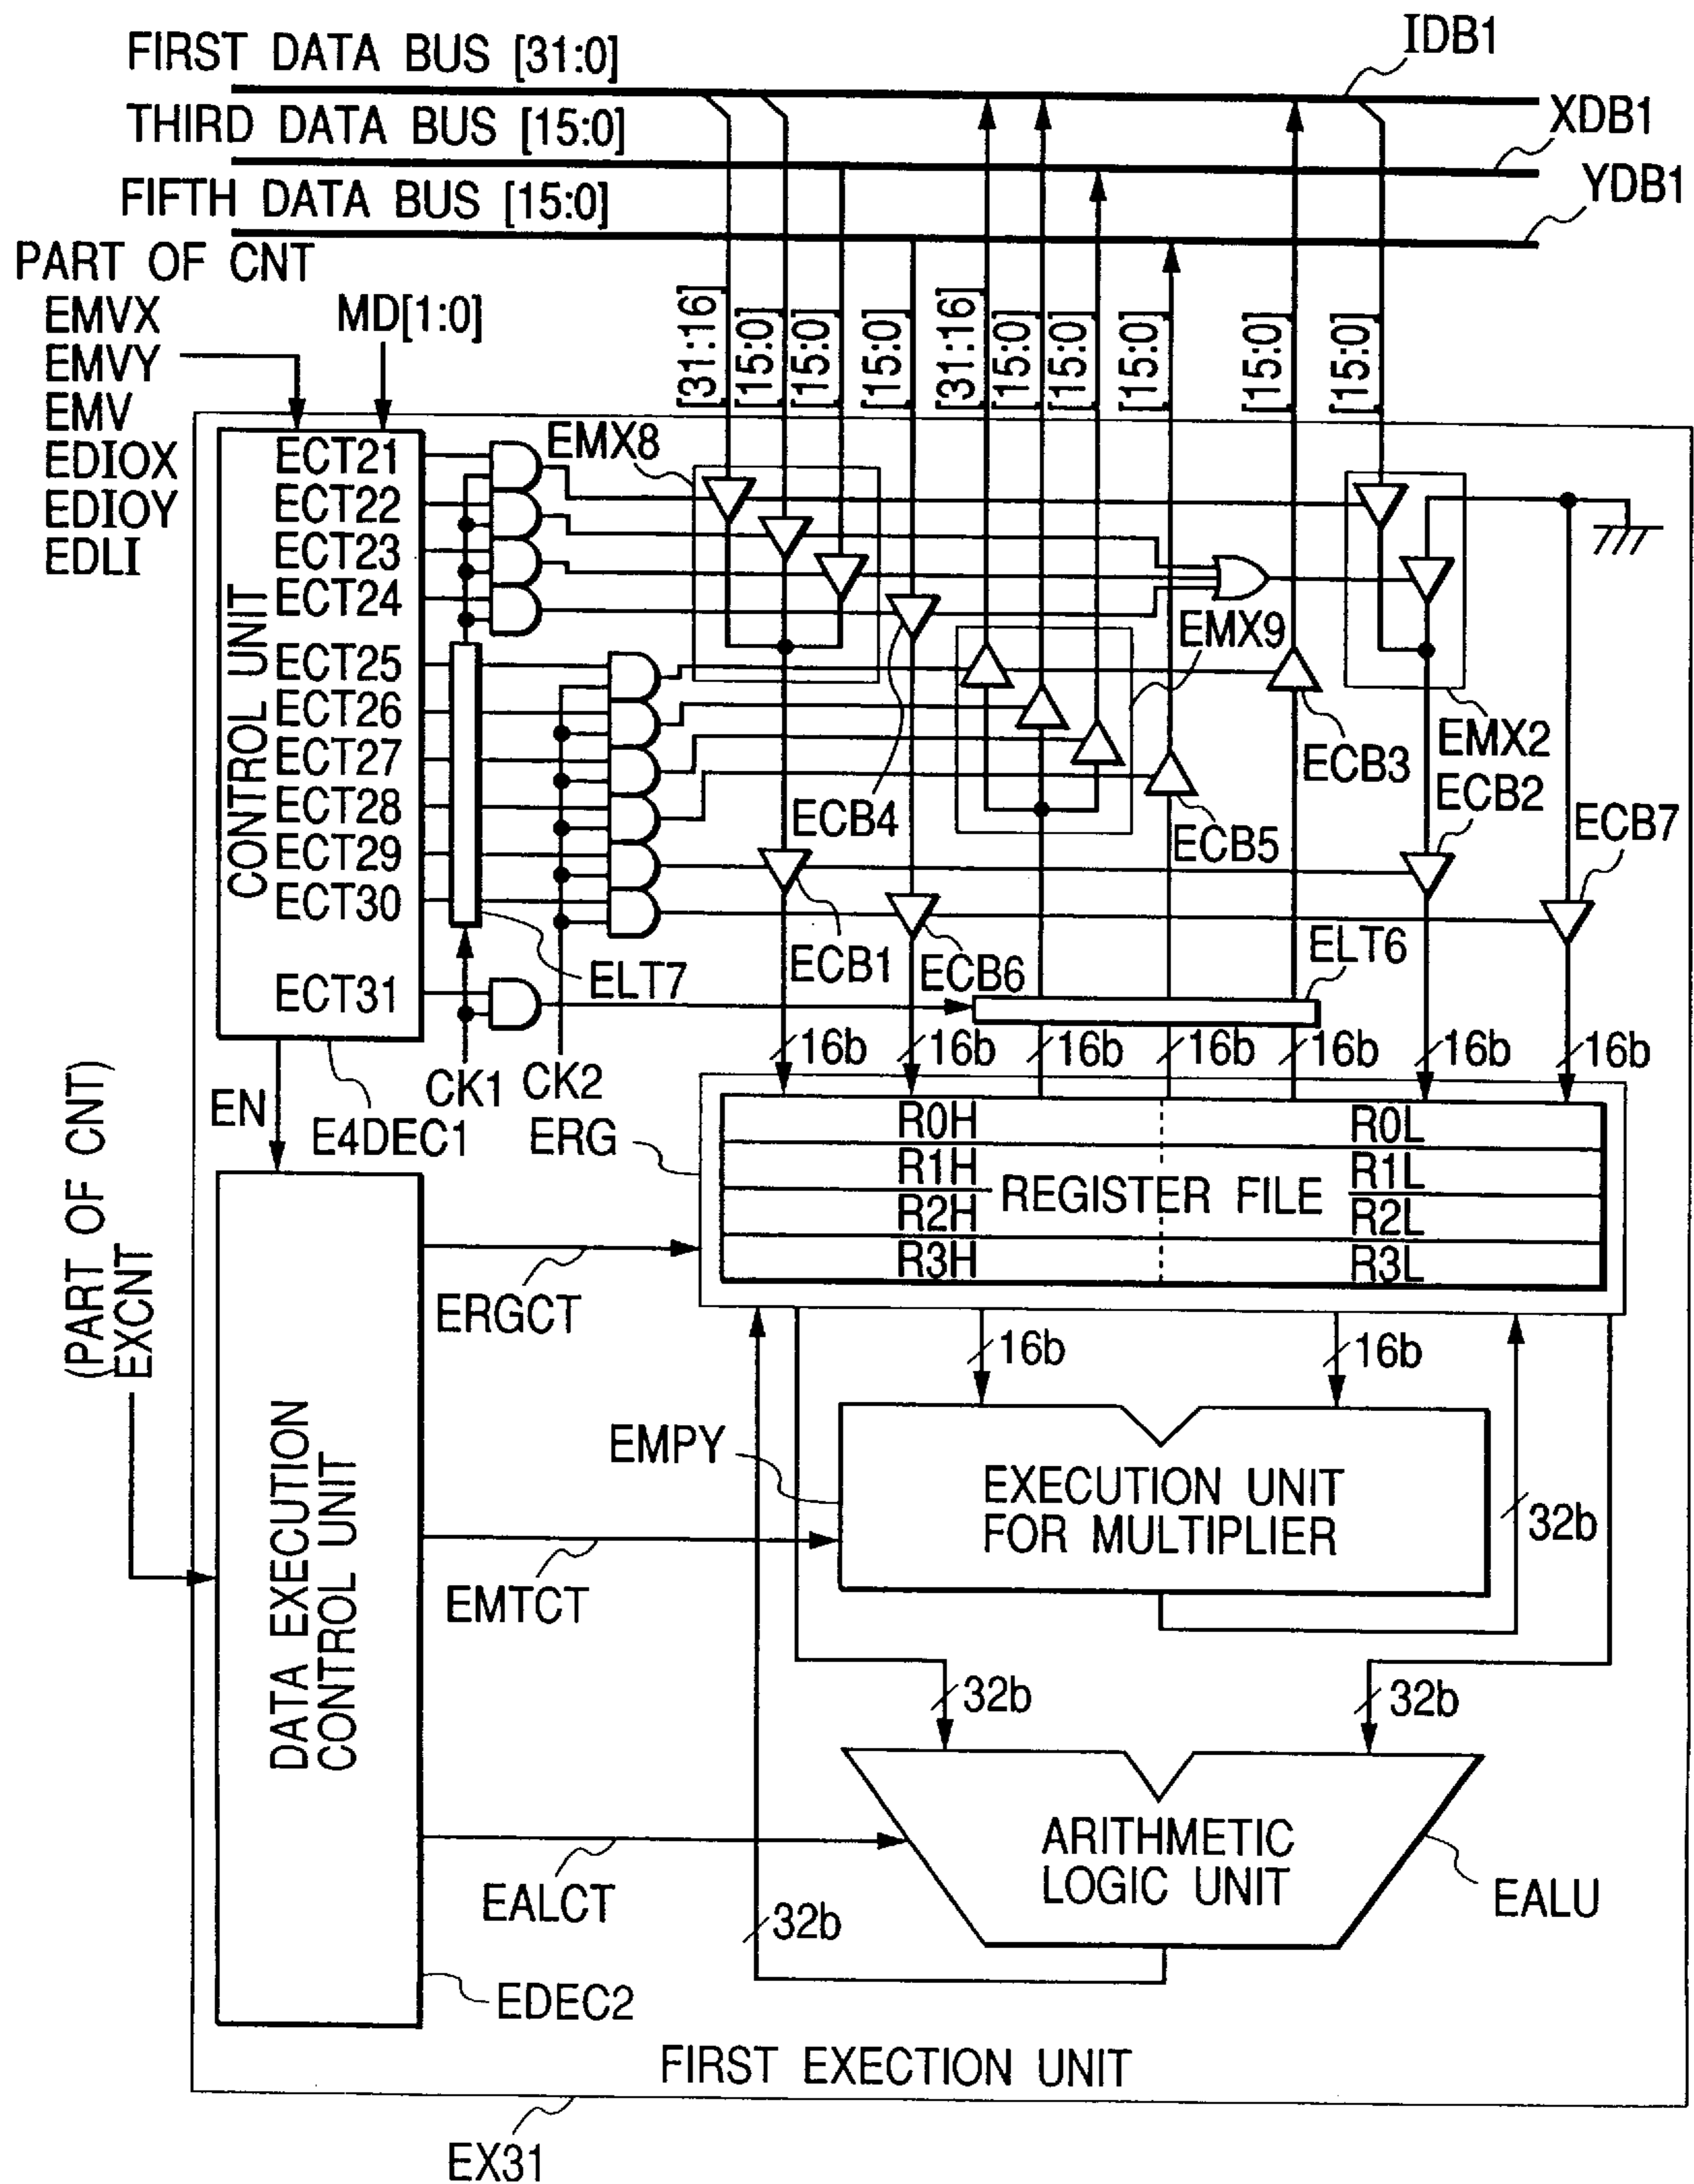 FIRST DATA BUS [31:0]
IDB1
THIRD DATA BUS [15:0]
XDB1
FIFTH DATA BUS [15:0]
YDB1
PART OF CNT
EMVX
EMVY
EMV
EDIOX
EDIOY
EDLI
MD[1:0]
[31:16]
[15:0]
[15:0]
[15:0]
[31:16]
[15:0]
[15:0]
[15:0]
[15:0]
[15:0]
CONTROL UNIT
ECT21
ECT22
ECT23
ECT24
ECT25
ECT26
ECT27
ECT28
ECT29
ECT30
ECT31
EMX8
EMX9
EMX2
ECB3
ECB2
ECB4
ECB5
ECB7
ECB1
ECB6
ELT6
ELT7
CK1
CK2
16b
16b
16b
16b
16b
16b
16b
EN
E4DEC1
ERG
R0H
R0L
R1H
R1L
REGISTER FILE
R2H
R2L
R3H
R3L
(PART OF CNT)
EXCNT
ERGCT
16b
16b
DATA EXECUTION
CONTROL UNIT
EMPY
EXECUTION UNIT
FOR MULTIPLIER
32b
EMTCT
32b
32b
ARITHMETIC
LOGIC UNIT
EALCT
EALU
32b
EDEC2
FIRST EXECTION UNIT
EX31